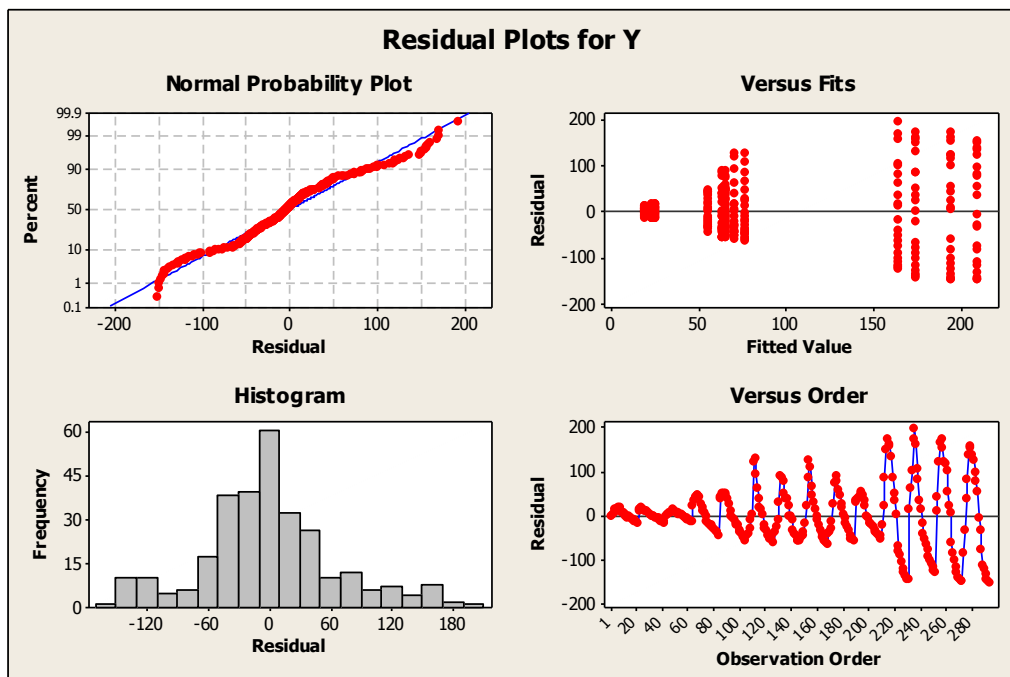 Residual Plots for Y
Normal Probability Plot
99.9
99
90
50
10
1
0.1
Percent
-200 -100 0 100 200
Residual
Versus Fits
200
100
0
-100
-200
Residual
0 50 100 150 200
Fitted Value
Histogram
60
45
30
15
0
Frequency
-120 -60 0 60 120 180
Residual
Versus Order
200
100
0
-100
-200
Residual
1 20 40 60 80 100 120 140 160 180 200 220 240 260 280
Observation Order